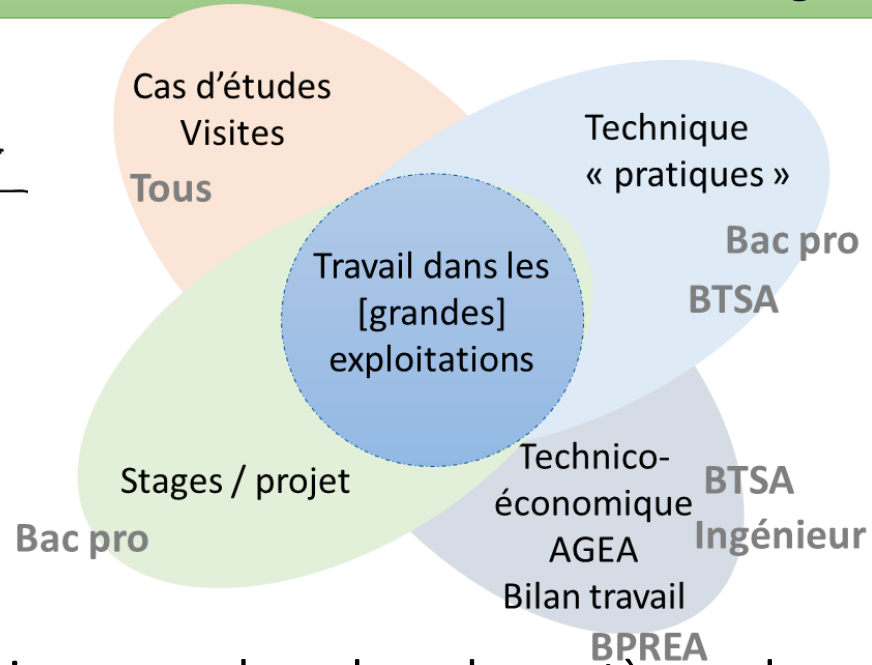 Cas d'études
Visites
Tous
Technique
« pratiques »
Bac pro
BTSA
Travail dans les
[grandes]
exploitations
Stages / projet
Bac pro
Technico-
économique
AGEA
Bilan travail
BTSA
Ingénieur
BPREA